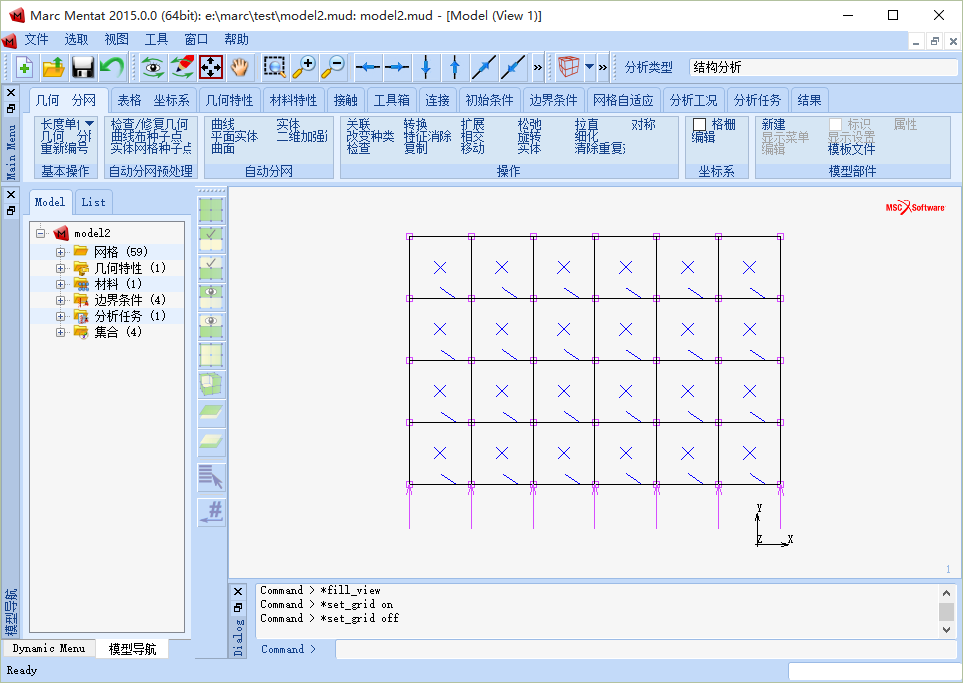 Marc Mentat 2015.0.0 (64bit): e:\marc\test\model2.mud: model2.mud - [Model (View 1)]
文件 选取 视图 工具 窗口 帮助
» » 分析类型 结构分析
几何 分网 表格 坐标系 几何特性 材料特性 接触 工具箱 连接 初始条件 边界条件 网格自适应 分析工况 分析任务 结果
Main Menu
长度单位 检查/修复几何 曲线 实体 关联 转换 扩展 松弛 拉直 对称 栅格 新建 标识 属性
几何 分网 曲线布种子点 平面实体 二维加强筋 改变种类 特征消除 相交 旋转 细化 编辑 显示菜单 显示设置
重新编号 实体网格种子点 曲面 检查 复制 移动 实体 清除重复 编辑 模板文件
基本操作 自动分网预处理 自动分网 操作 坐标系 模型部件
Model List
model2
网格 (59)
几何特性 (1)
材料 (1)
边界条件 (4)
分析任务 (1)
集合 (4)
模型导航
MSC Software
Y
Z X
1
Dialog
Command > *fill_view
Command > *set_grid on
Command > *set_grid off
Command >
Dynamic Menu 模型导航
Ready